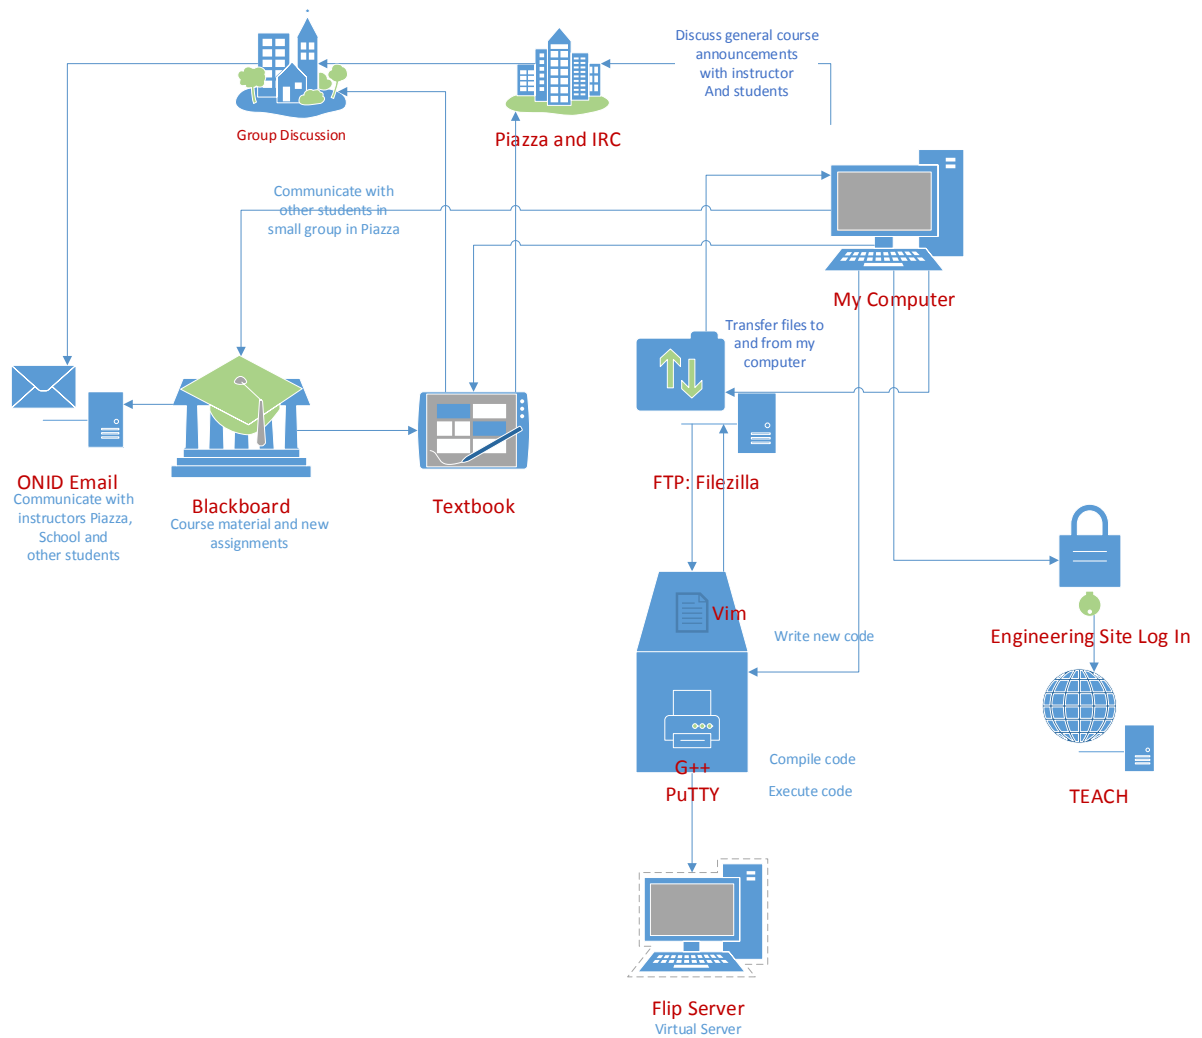 Discuss general course
announcements
with instructor
And students
Group Discussion
Piazza and IRC
Communicate with
other students in
small group in Piazza
My Computer
Transfer files to
and from my
computer
ONID Email
Communicate with
instructors Piazza,
School and
other students
Blackboard
Course material and new
assignments
Textbook
FTP: Filezilla
Vim
Write new code
Engineering Site Log In
G++
PuTTY
Compile code
Execute code
TEACH
Flip Server
Virtual Server